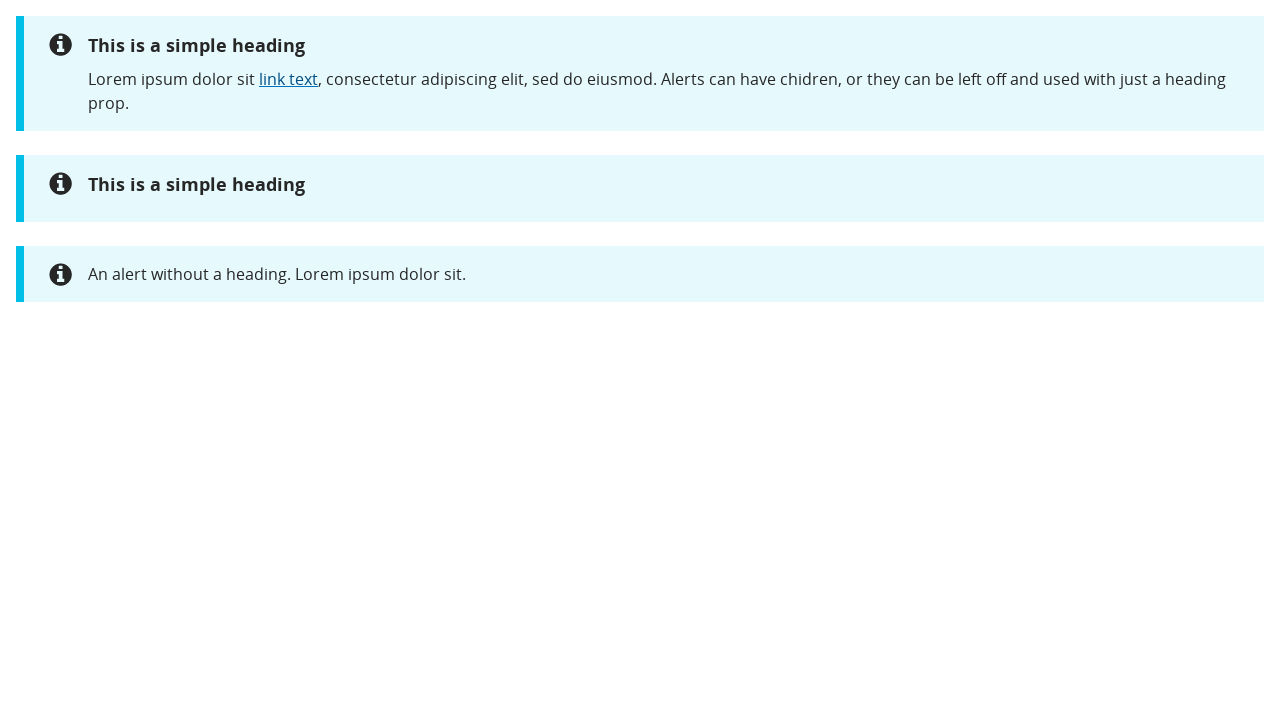 This is a simple heading
Lorem ipsum dolor sit link text, consectetur adipiscing elit, sed do eiusmod. Alerts can have chidren, or they can be left off and used with just a heading
prop.
This is a simple heading
An alert without a heading. Lorem ipsum dolor sit.